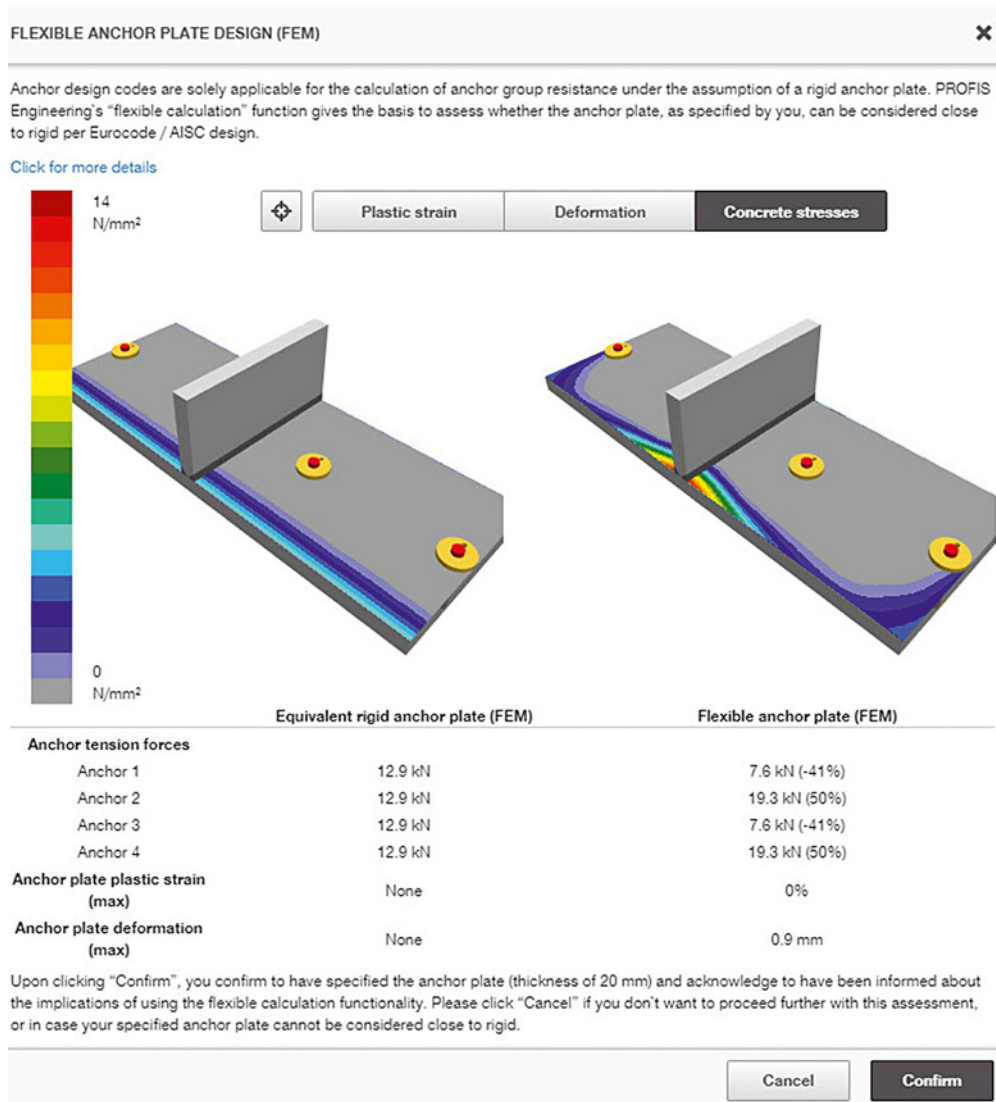 FLEXIBLE ANCHOR PLATE DESIGN (FEM)
Anchor design codes are solely applicable for the calculation of anchor group resistance under the assumption of a rigid anchor plate. PROFIS
Engineering`s “flexible calculation” function gives the basis to assess whether the anchor plate, as specified by you, can be considered close
to rigid per Eurocode / AISC design.
Click for more details
14
N/mm²
Plastic strain Deformation Concrete stresses
0
N/mm²
Equivalent rigid anchor plate (FEM) Flexible anchor plate (FEM)
Anchor tension forces
Anchor 1 12.9 kN 7.6 kN (-41%)
Anchor 2 12.9 kN 19.3 kN (50%)
Anchor 3 12.9 kN 7.6 kN (-41%)
Anchor 4 12.9 kN 19.3 kN (50%)
Anchor plate plastic strain
(max) None 0%
Anchor plate deformation
(max) None 0.9 mm
Upon clicking “Confirm”, you confirm to have specified the anchor plate (thickness of 20 mm) and acknowledge to have been informed about
the implications of using the flexible calculation functionality. Please click “Cancel” if you don`t want to proceed further with this assessment,
or in case your specified anchor plate cannot be considered close to rigid.
Cancel Confirm